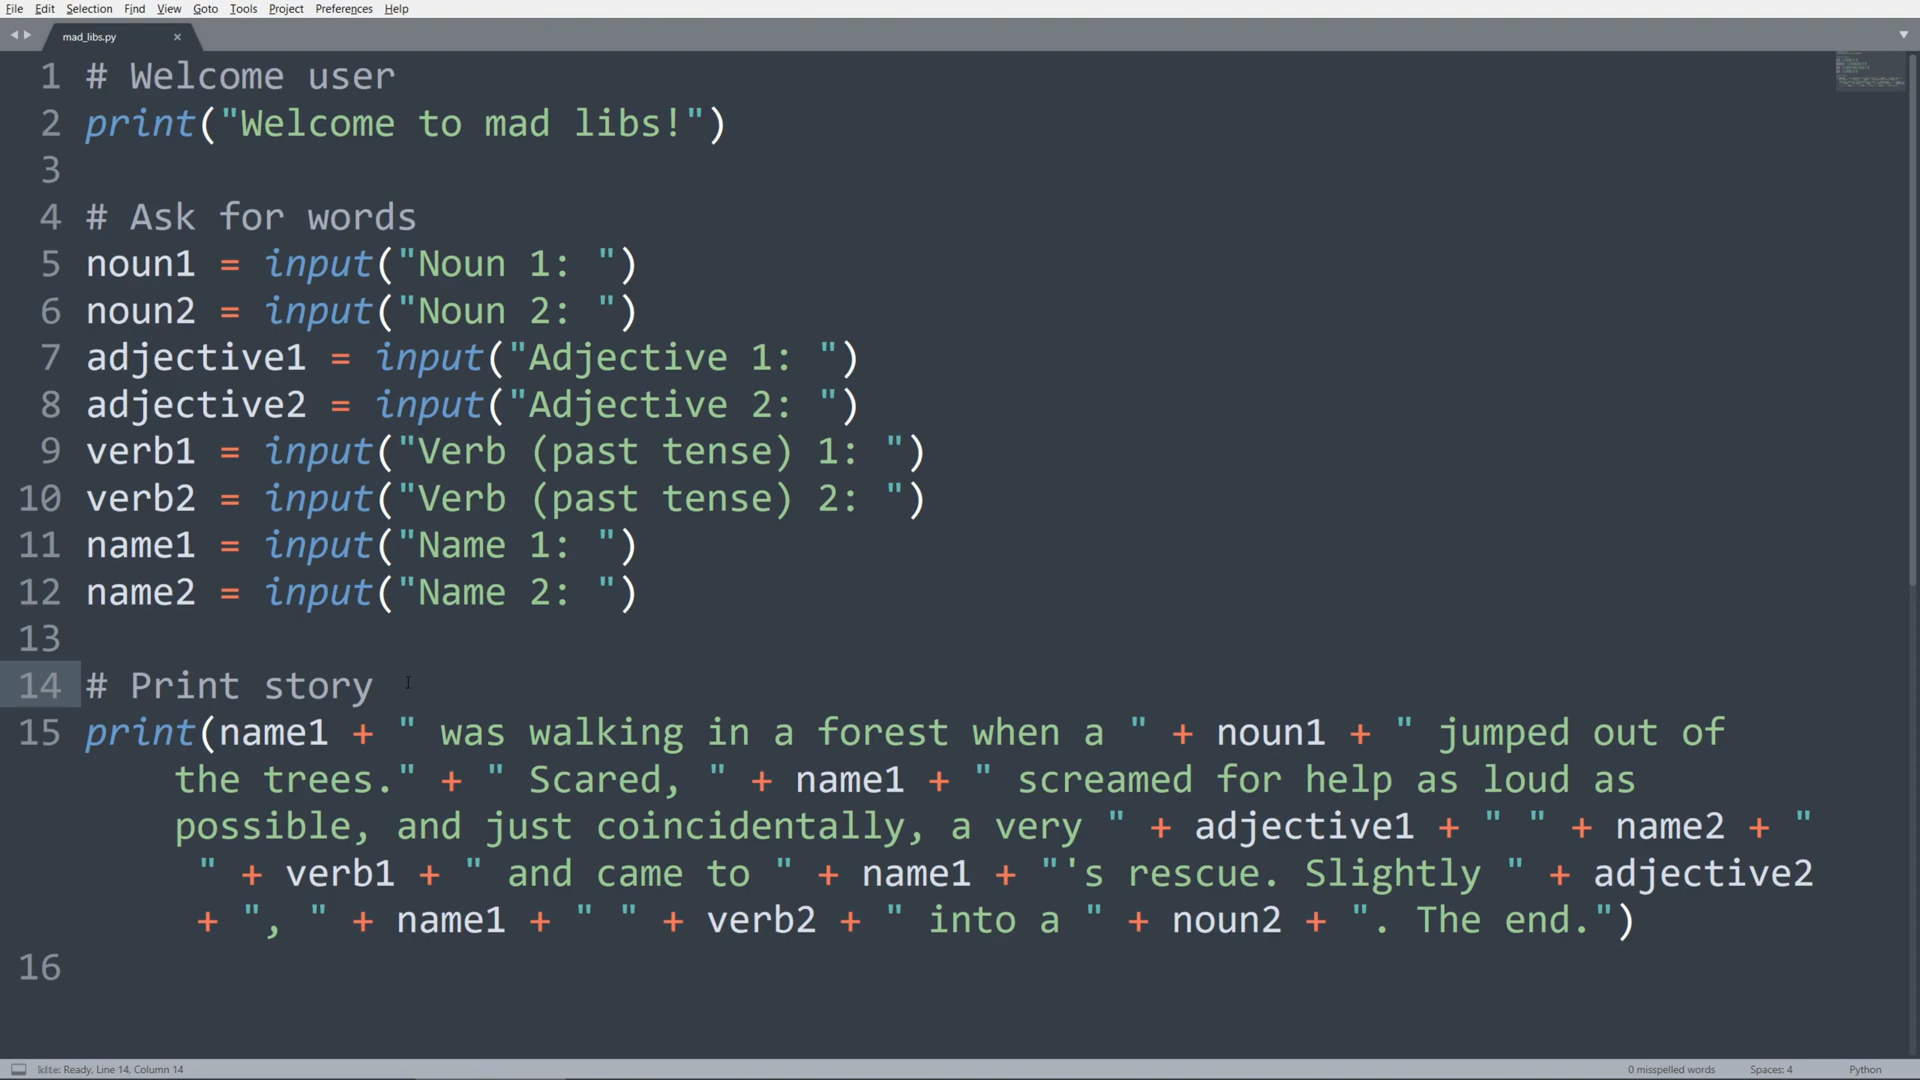 File Edit Selection Find View Goto Tools Project Preferences Help
mad_libs.py
1 # Welcome user
2 print("Welcome to mad libs!")
3
4 # Ask for words
5 noun1 = input("Noun 1: ")
6 noun2 = input("Noun 2: ")
7 adjective1 = input("Adjective 1: ")
8 adjective2 = input("Adjective 2: ")
9 verb1 = input("Verb (past tense) 1: ")
10 verb2 = input("Verb (past tense) 2: ")
11 name1 = input("Name 1: ")
12 name2 = input("Name 2: ")
13
14 # Print story
15 print(name1 + " was walking in a forest when a " + noun1 + " jumped out of
the trees." + " Scared, " + name1 + " screamed for help as loud as
possible, and just coincidentally, a very " + adjective1 + " " + name2 + "
" + verb1 + " and came to " + name1 + "'s rescue. Slightly " + adjective2
+ ", " + name1 + " " + verb2 + " into a " + noun2 + ". The end.")
16
kite: Ready, Line 14, Column 14 0 misspelled words Spaces: 4 Python